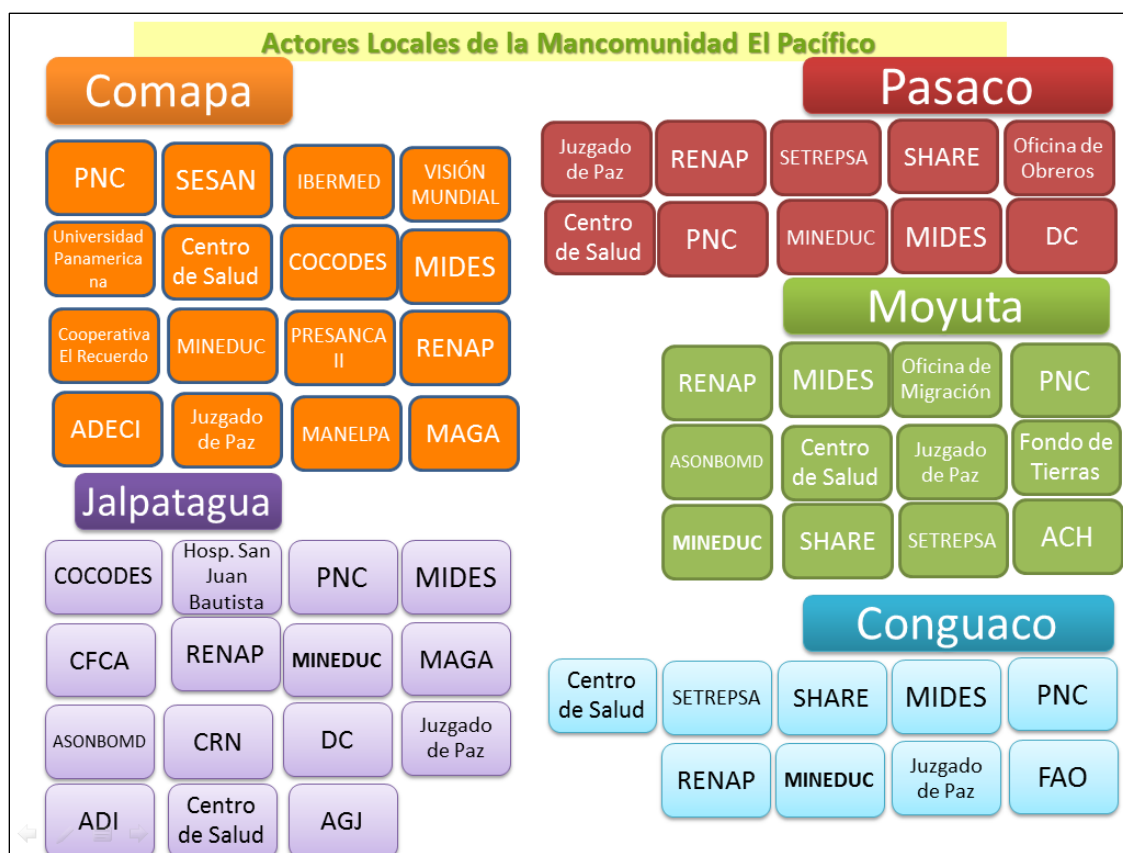 Actores Locales de la Mancomunidad El Pacífico
Comapa
PNC
SESAN
IBERMED
VISIÓN
MUNDIAL
Universidad
Panamerica
na
Centro
de Salud
COCODES
MIDES
Cooperativa
El Recuerdo
MINEDUC
PRESANCA
II
RENAP
ADECI
Juzgado
de Paz
MANELPA
MAGA
Jalpatagua
COCODES
Hosp. San
Juan
Bautista
PNC
MIDES
CFCA
RENAP
MINEDUC
MAGA
ASONBOMD
CRN
DC
Juzgado
de Paz
ADI
Centro
de Salud
AGJ
Pasaco
Juzgado
de Paz
RENAP
SETREPSA
SHARE
Oficina de
Obreros
Centro
de Salud
PNC
MINEDUC
MIDES
DC
Moyuta
RENAP
MIDES
Oficina de
Migración
PNC
ASONBOMD
Centro
de Salud
Juzgado
de Paz
Fondo de
Tierras
MINEDUC
SHARE
SETREPSA
ACH
Conguaco
Centro
de Salud
SETREPSA
SHARE
MIDES
PNC
RENAP
MINEDUC
Juzgado
de Paz
FAO